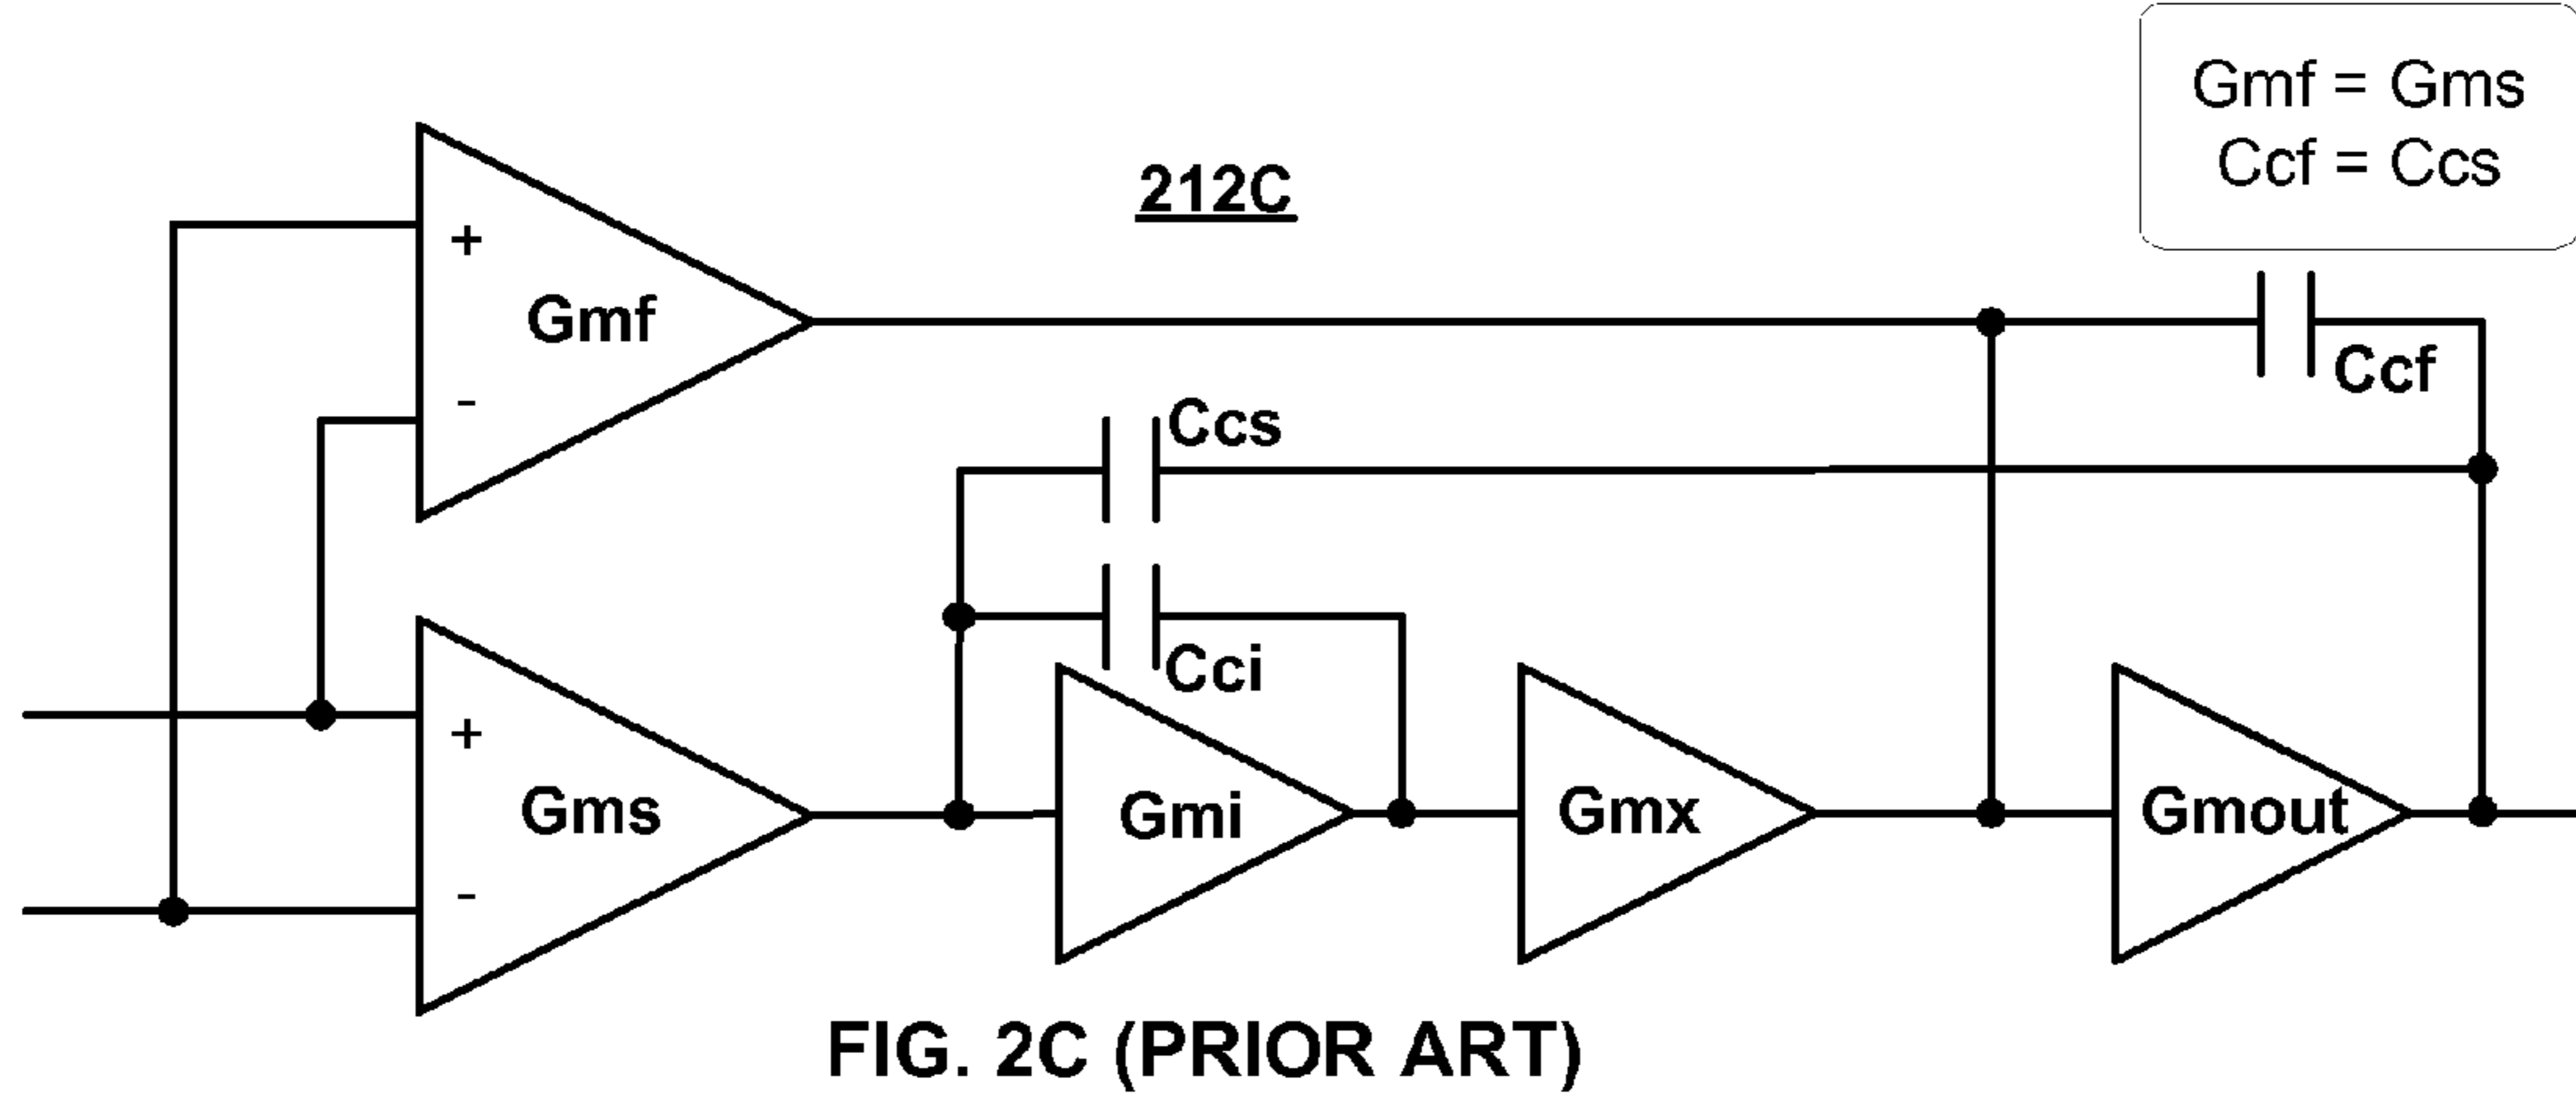 Gmf = Gms
Ccf = Ccs
212C
+
Gmf
-
Ccf
Ccs
Cci
+
Gms
-
Gmi
Gmx
Gmout
FIG. 2C (PRIOR ART)